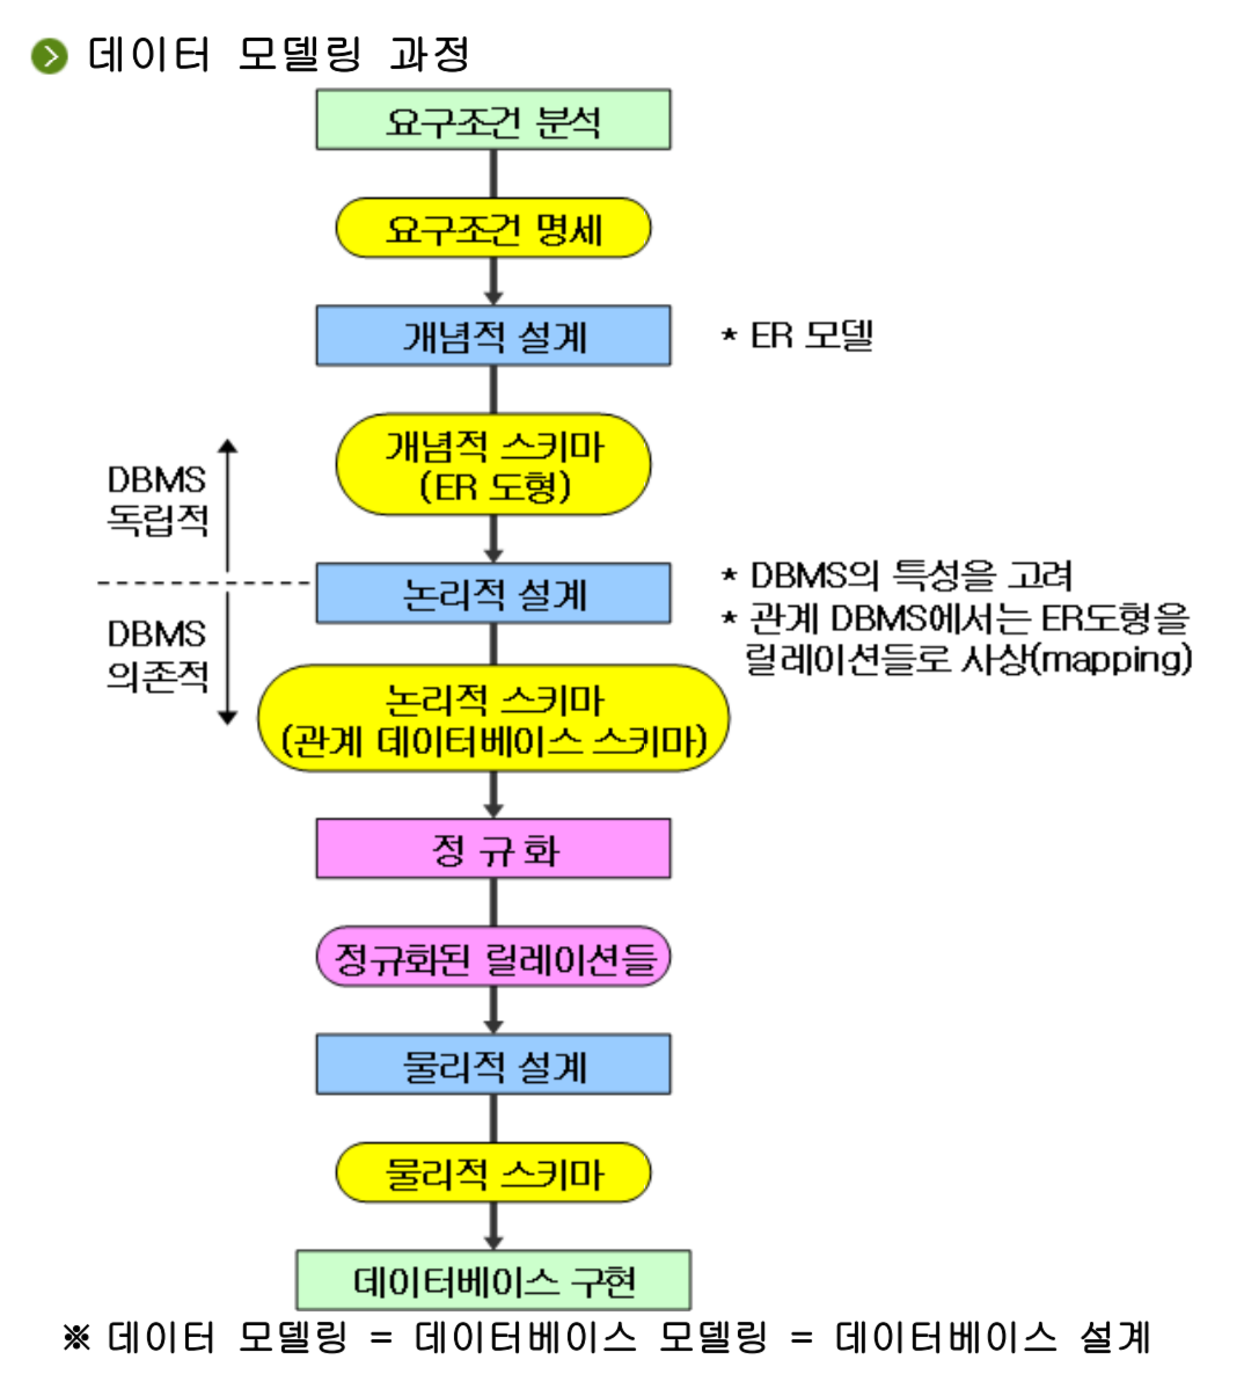 데이터 모델링 과정
요구조건 분석
요구조건 명세
개념적 설계
* ER 모델
개념적 스키마
(ER 도형)
DBMS
독립적
논리적 설계
* DBMS의 특성을 고려
* 관계 DBMS에서는 ER도형을
릴레이션들로 사상(mapping)
DBMS
의존적
논리적 스키마
(관계 데이터베이스 스키마)
정 규 화
정규화된 릴레이션들
물리적 설계
물리적 스키마
데이터베이스 구현
※ 데이터 모델링 = 데이터베이스 모델링 = 데이터베이스 설계